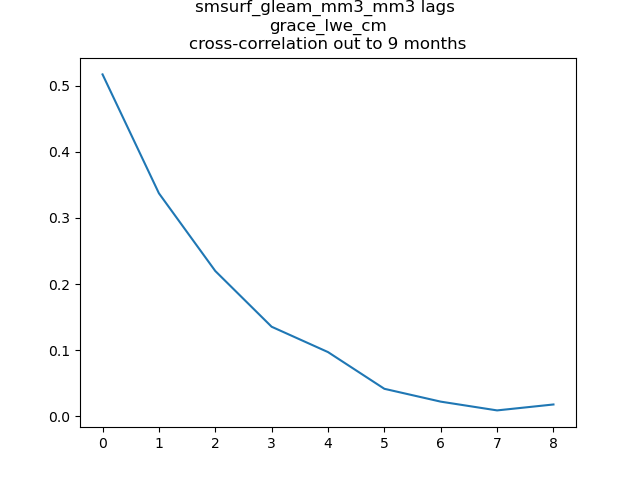 smsurf_gleam_mm3_mm3 lags
grace_lwe_cm
cross-correlation out to 9 months
0.5
0.4
0.3
0.2
0.1
0.0
0 1 2 3 4 5 6 7 8